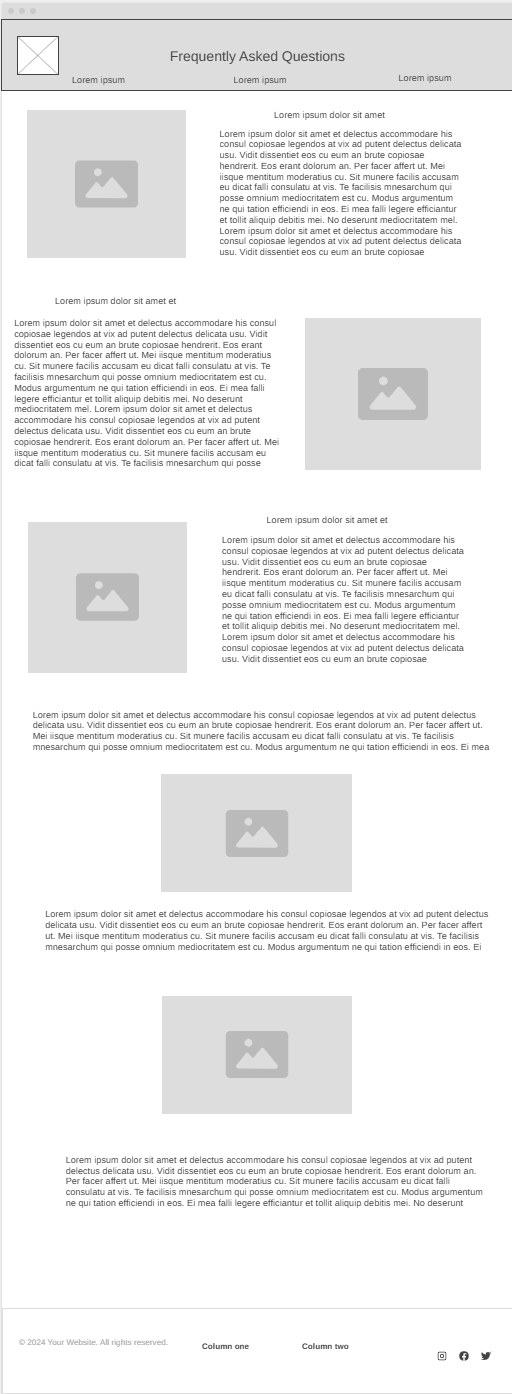 Frequently Asked Questions
Lorem ipsum
Lorem ipsum
Lorem ipsum
Lorem ipsum dolor sit amet
Lorem ipsum dolor sit amet et delectus accommodare his
consul copiosae legendos at vix ad putent delectus delicata
usu. Vidit dissentiet eos cu eum an brute copiosae
hendrerit. Eos erant dolorum an. Per facer affert ut. Mei
iisque mentitum moderatius cu. Sit munere facilis accusam
eu dicat falli consulatu at vis. Te facilisis mnesarchum qui
posse omnium mediocritatem est cu. Modus argumentum
ne qui tation efficiendi in eos. Ei mea falli legere efficiantur
et tollit aliquip debitis mei. No deserunt mediocritatem mel.
Lorem ipsum dolor sit amet et delectus accommodare his
consul copiosae legendos at vix ad putent delectus delicata
usu. Vidit dissentiet eos cu eum an brute copiosae
Lorem ipsum dolor sit amet et
Lorem ipsum dolor sit amet et delectus accommodare his consul
copiosae legendos at vix ad putent delectus delicata usu. Vidit
dissentiet eos cu eum an brute copiosae hendrerit. Eos erant
dolorum an. Per facer affert ut. Mei iisque mentitum moderatius
cu. Sit munere facilis accusam eu dicat falli consulatu at vis. Te
facilisis mnesarchum qui posse omnium mediocritatem est cu.
Modus argumentum ne qui tation efficiendi in eos. Ei mea falli
legere efficiantur et tollit aliquip debitis mei. No deserunt
mediocritatem mel. Lorem ipsum dolor sit amet et delectus
accommodare his consul copiosae legendos at vix ad putent
delectus delicata usu. Vidit dissentiet eos cu eum an brute
copiosae hendrerit. Eos erant dolorum an. Per facer affert ut. Mei
iisque mentitum moderatius cu. Sit munere facilis accusam eu
dicat falli consulatu at vis. Te facilisis mnesarchum qui posse
Lorem ipsum dolor sit amet et
Lorem ipsum dolor sit amet et delectus accommodare his
consul copiosae legendos at vix ad putent delectus delicata
usu. Vidit dissentiet eos cu eum an brute copiosae
hendrerit. Eos erant dolorum an. Per facer affert ut. Mei
iisque mentitum moderatius cu. Sit munere facilis accusam
eu dicat falli consulatu at vis. Te facilisis mnesarchum qui
posse omnium mediocritatem est cu. Modus argumentum
ne qui tation efficiendi in eos. Ei mea falli legere efficiantur
et tollit aliquip debitis mei. No deserunt mediocritatem mel.
Lorem ipsum dolor sit amet et delectus accommodare his
consul copiosae legendos at vix ad putent delectus delicata
usu. Vidit dissentiet eos cu eum an brute copiosae
Lorem ipsum dolor sit amet et delectus accommodare his consul copiosae legendos at vix ad putent delectus
delicata usu. Vidit dissentiet eos cu eum an brute copiosae hendrerit. Eos erant dolorum an. Per facer affert ut.
Mei iisque mentitum moderatius cu. Sit munere facilis accusam eu dicat falli consulatu at vis. Te facilisis
mnesarchum qui posse omnium mediocritatem est cu. Modus argumentum ne qui tation efficiendi in eos. Ei mea
Lorem ipsum dolor sit amet et delectus accommodare his consul copiosae legendos at vix ad putent delectus
delicata usu. Vidit dissentiet eos cu eum an brute copiosae hendrerit. Eos erant dolorum an. Per facer affert
ut. Mei iisque mentitum moderatius cu. Sit munere facilis accusam eu dicat falli consulatu at vis. Te facilisis
mnesarchum qui posse omnium mediocritatem est cu. Modus argumentum ne qui tation efficiendi in eos. Ei
Lorem ipsum dolor sit amet et delectus accommodare his consul copiosae legendos at vix ad putent
delectus delicata usu. Vidit dissentiet eos cu eum an brute copiosae hendrerit. Eos erant dolorum an.
Per facer affert ut. Mei iisque mentitum moderatius cu. Sit munere facilis accusam eu dicat falli
consulatu at vis. Te facilisis mnesarchum qui posse omnium mediocritatem est cu. Modus argumentum
ne qui tation efficiendi in eos. Ei mea falli legere efficiantur et tollit aliquip debitis mei. No deserunt
© 2024 Your Website. All rights reserved.
Column one
Column two